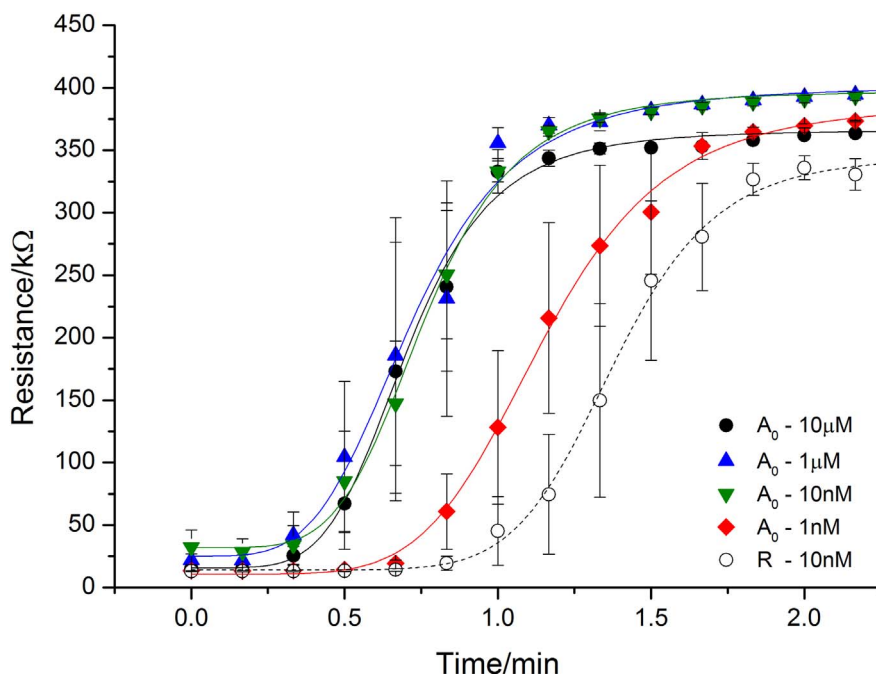 450
400
350
300
250
200
150
100
50
0
Resistance/kΩ
A₀ - 10μM
A₀ - 1μM
A₀ - 10nM
A₀ - 1nM
R - 10nM
0.0 0.5 1.0 1.5 2.0
Time/min